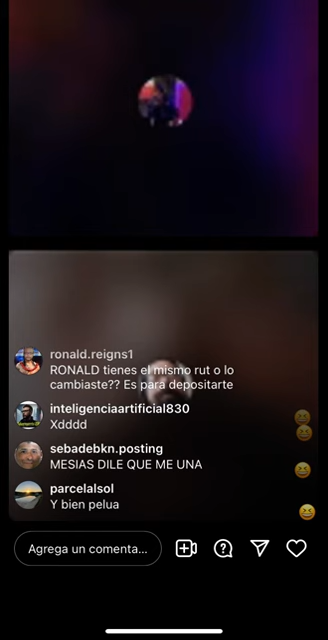 ronald.reigns1
RONALD tienes el mismo rut o lo
cambiaste?? Es para depositarte
inteligenciaartificial830
Xdddd
sebadebkn.posting
MESIAS DILE QUE ME UNA
parcelalsol
Y bien pelua
Agrega un comenta...